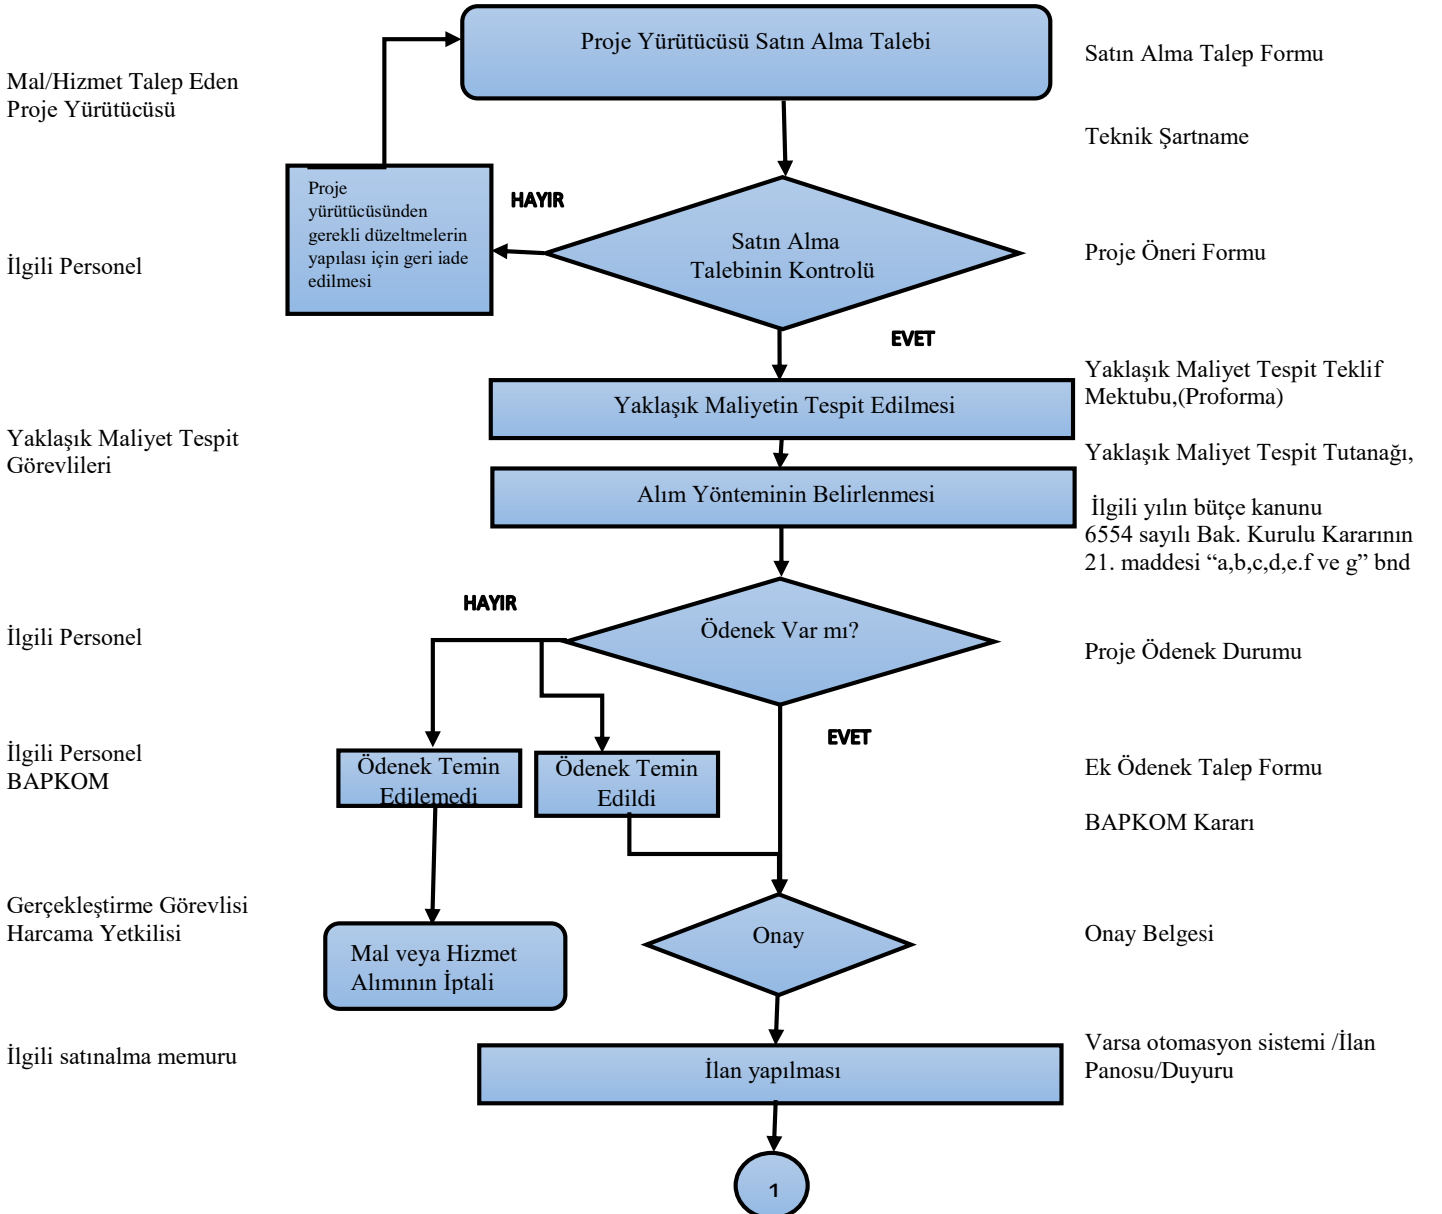 Proje Yürütücüsü Satın Alma Talebi
Satın Alma Talep Formu
Mal/Hizmet Talep Eden
Proje Yürütücüsü
Teknik Şartname
Proje
yürütücüsünden
gerekli düzeltmelerin
yapılası için geri iade
edilmesi
HAYIR
Satın Alma
Talebinin Kontrolü
Proje Öneri Formu
İlgili Personel
EVET
Yaklaşık Maliyet Tespit Teklif
Mektubu,(Proforma)
Yaklaşık Maliyetin Tespit Edilmesi
Yaklaşık Maliyet Tespit
Görevlileri
Yaklaşık Maliyet Tespit Tutanağı,
Alım Yönteminin Belirlenmesi
İlgili yılın bütçe kanunu
6554 sayılı Bak. Kurulu Kararının
21. maddesi “a,b,c,d,e.f ve g” bnd
HAYIR
İlgili Personel
Ödenek Var mı?
Proje Ödenek Durumu
EVET
İlgili Personel
BAPKOM
Ödenek Temin
Edilemedi
Ödenek Temin
Edildi
Ek Ödenek Talep Formu
BAPKOM Kararı
Gerçekleştirme Görevlisi
Harcama Yetkilisi
Mal veya Hizmet
Alımının İptali
Onay
Onay Belgesi
İlgili satınalma memuru
İlan yapılması
Varsa otomasyon sistemi /İlan
Panosu/Duyuru
1